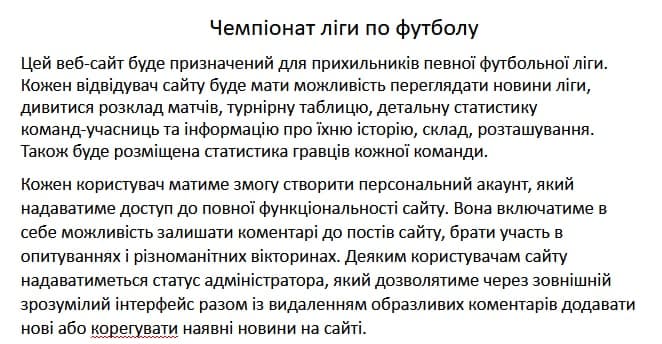 Чемпіонат ліги по футболу
Цей веб-сайт буде призначений для прихильників певної футбольної ліги.
Кожен відвідувач сайту буде мати можливість переглядати новини ліги,
дивитися розклад матчів, турнірну таблицю, детальну статистику
команд-учасниць та інформацію про їхню історію, склад, розташування.
Також буде розміщена статистика гравців кожної команди.
Кожен користувач матиме змогу створити персональний акаунт, який
надаватиме доступ до повної функціональності сайту. Вона включатиме в
себе можливість залишати коментарі до постів сайту, брати участь в
опитуваннях і різноманітних вікторинах. Деяким користувачам сайту
надаватиметься статус адміністратора, який дозволятиме через зовнішній
зрозумілий інтерфейс разом із видаленням образливих коментарів додавати
нові або корегувати наявні новини на сайті.